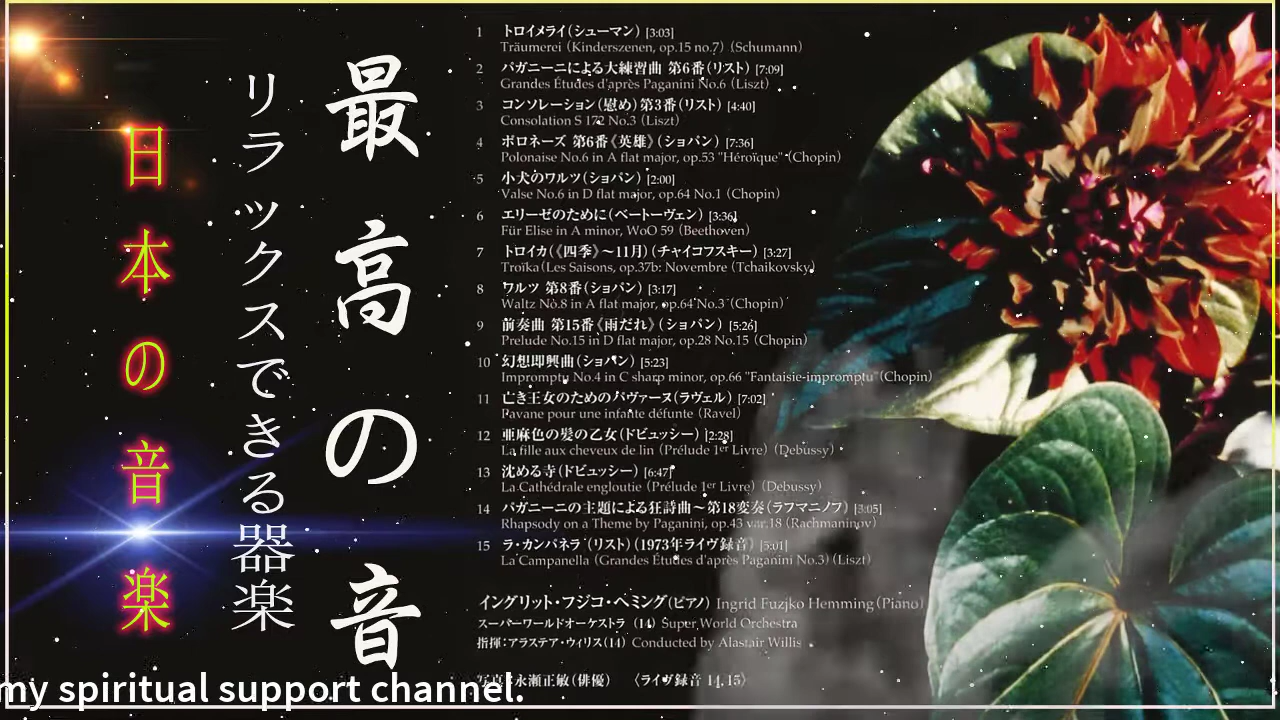 日本の音楽
リラックスできる器楽
最高の音
1 トロイメライ(シューマン) [3:03]
Träumerei (Kinderszenen, op.15 no.7) (Schumann)
2 パガニーニによる大練習曲 第6番(リスト) [7:09]
Grandes Études d'après Paganini No.6 (Liszt)
3 コンソレーション(慰め)第3番(リスト) [4:40]
Consolation S 172 No.3 (Liszt)
4 ポロネーズ 第6番《英雄》(ショパン) [7:36]
Polonaise No.6 in A flat major, op.53 "Héroïque" (Chopin)
5 小犬のワルツ(ショパン) [2:00]
Valse No.6 in D flat major, op.64 No.1 (Chopin)
6 エリーゼのために(ベートーヴェン) [3:36]
Für Elise in A minor, WoO 59 (Beethoven)
7 トロイカ(《四季》〜11月)(チャイコフスキー) [3:27]
Troïka (Les Saisons, op.37b: Novembre (Tchaikovsky)
8 ワルツ 第8番(ショパン) [3:17]
Waltz No.8 in A flat major, op.64 No.3 (Chopin)
9 前奏曲 第15番《雨だれ》(ショパン) [5:26]
Prelude No.15 in D flat major, op.28 No.15 (Chopin)
10 幻想即興曲(ショパン) [5:23]
Impromptu No.4 in C sharp minor, op.66 "Fantaisie-impromptu" (Chopin)
11 亡き王女のためのパヴァーヌ(ラヴェル) [7:02]
Pavane pour une infante défunte (Ravel)
12 亜麻色の髪の乙女(ドビュッシー) [2:28]
La fille aux cheveux de lin (Prélude 1er Livre) (Debussy)
13 沈める寺(ドビュッシー) [6:47]
La Cathédrale engloutie (Prélude 1er Livre) (Debussy)
14 パガニーニの主題による狂詩曲〜第18変奏(ラフマニノフ) [3:05]
Rhapsody on a Theme by Paganini, op.43 var.18 (Rachmaninov)
15 ラ・カンパネラ(リスト)(1973年ライヴ録音) [5:01]
La Campanella (Grandes Études d'après Paganini No.3) (Liszt)
イングリット・フジコ・ヘミング(ピアノ) Ingrid Fuzjko Hemming (Piano)
スーパーワールドオーケストラ (14) Super World Orchestra
指揮:アラステア・ウィリス(14) Conducted by Alastair Willis
写真:永瀬正敏(俳優) 〈ライヴ録音 14,15〉
my spiritual support channel.